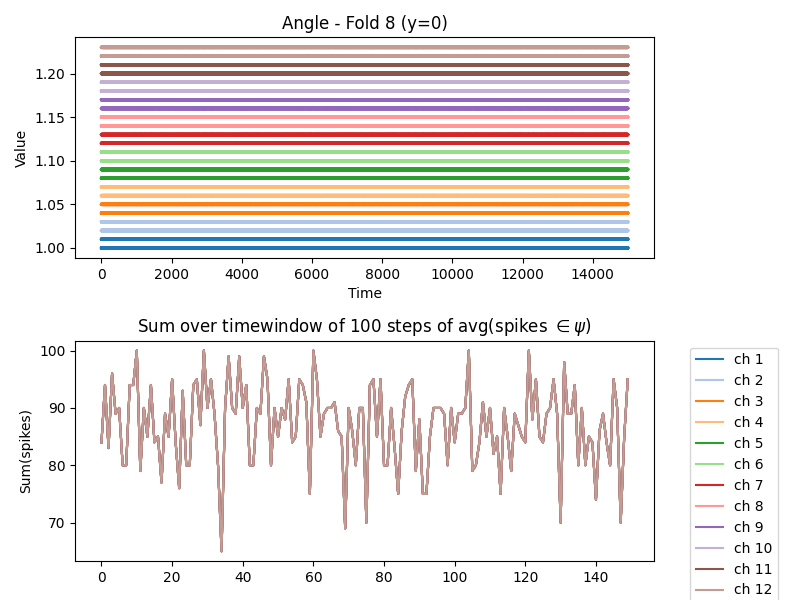 Angle - Fold 8 (y=0)
1.20
1.15
1.10
1.05
1.00
Value
0 2000 4000 6000 8000 10000 12000 14000
Time
Sum over timewindow of 100 steps of avg(spikes ∈ ψ)
100
90
80
70
Sum(spikes)
0 20 40 60 80 100 120 140
ch 1
ch 2
ch 3
ch 4
ch 5
ch 6
ch 7
ch 8
ch 9
ch 10
ch 11
ch 12